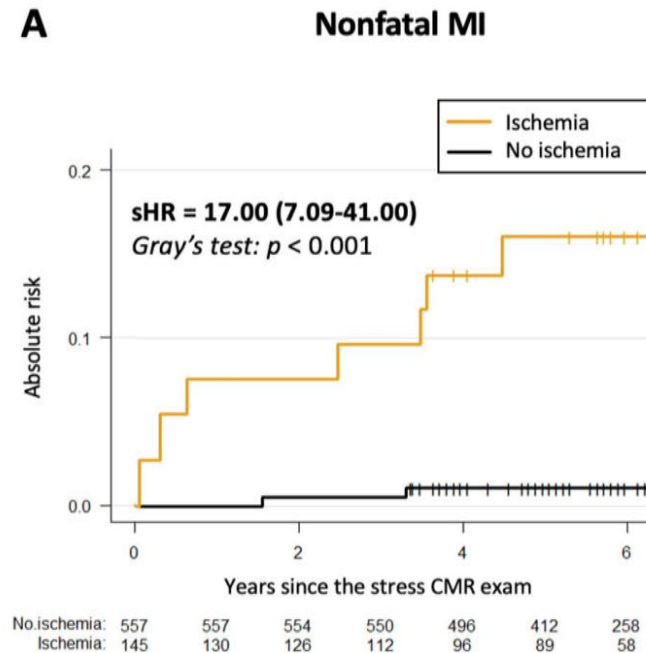 A
Nonfatal MI
Ischemia
No ischemia
sHR = 17.00 (7.09-41.00)
Gray's test: p < 0.001
Absolute risk
0.2
0.1
0.0
0 2 4 6
Years since the stress CMR exam
No.ischemia: 557 557 554 550 496 412 258
Ischemia: 145 130 126 112 96 89 58